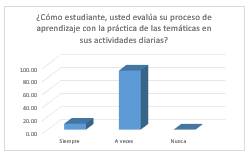 ¿Cómo estudiante, usted evalúa su proceso de
aprendizaje con la práctica de las temáticas en
sus actividades diarias?
100.00
80.00
60.00
40.00
20.00
0.00
Siempre A veces Nunca